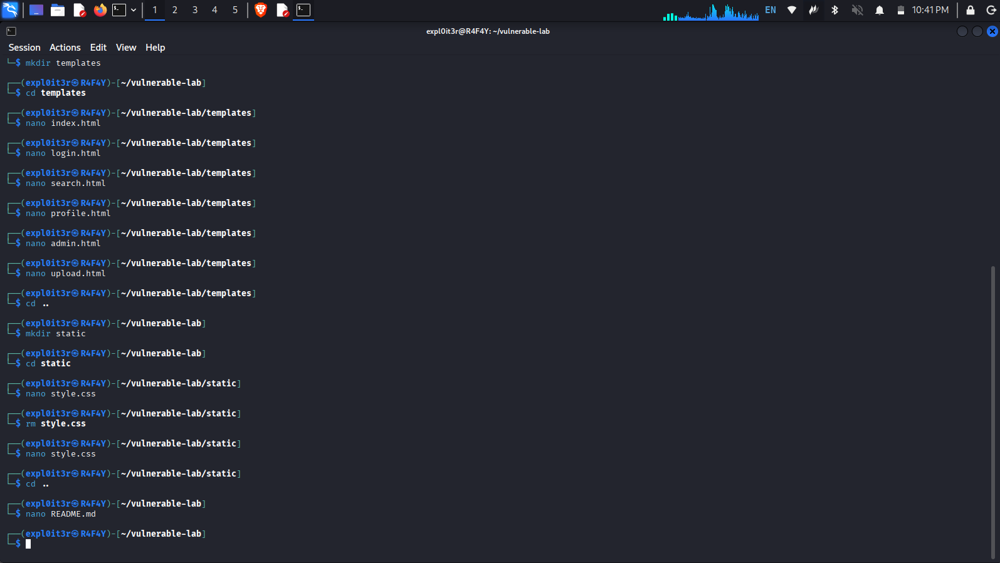 1 2 3 4 5 EN 10:41 PM
expl0it3r@R4F4Y: ~/vulnerable-lab
Session Actions Edit View Help
└─$ mkdir templates
┌──(expl0it3r㉿R4F4Y)-[~/vulnerable-lab]
└─$ cd templates
┌──(expl0it3r㉿R4F4Y)-[~/vulnerable-lab/templates]
└─$ nano index.html
┌──(expl0it3r㉿R4F4Y)-[~/vulnerable-lab/templates]
└─$ nano login.html
┌──(expl0it3r㉿R4F4Y)-[~/vulnerable-lab/templates]
└─$ nano search.html
┌──(expl0it3r㉿R4F4Y)-[~/vulnerable-lab/templates]
└─$ nano profile.html
┌──(expl0it3r㉿R4F4Y)-[~/vulnerable-lab/templates]
└─$ nano admin.html
┌──(expl0it3r㉿R4F4Y)-[~/vulnerable-lab/templates]
└─$ nano upload.html
┌──(expl0it3r㉿R4F4Y)-[~/vulnerable-lab/templates]
└─$ cd ..
┌──(expl0it3r㉿R4F4Y)-[~/vulnerable-lab]
└─$ mkdir static
┌──(expl0it3r㉿R4F4Y)-[~/vulnerable-lab]
└─$ cd static
┌──(expl0it3r㉿R4F4Y)-[~/vulnerable-lab/static]
└─$ nano style.css
┌──(expl0it3r㉿R4F4Y)-[~/vulnerable-lab/static]
└─$ rm style.css
┌──(expl0it3r㉿R4F4Y)-[~/vulnerable-lab/static]
└─$ nano style.css
┌──(expl0it3r㉿R4F4Y)-[~/vulnerable-lab/static]
└─$ cd ..
┌──(expl0it3r㉿R4F4Y)-[~/vulnerable-lab]
└─$ nano README.md
┌──(expl0it3r㉿R4F4Y)-[~/vulnerable-lab]
└─$